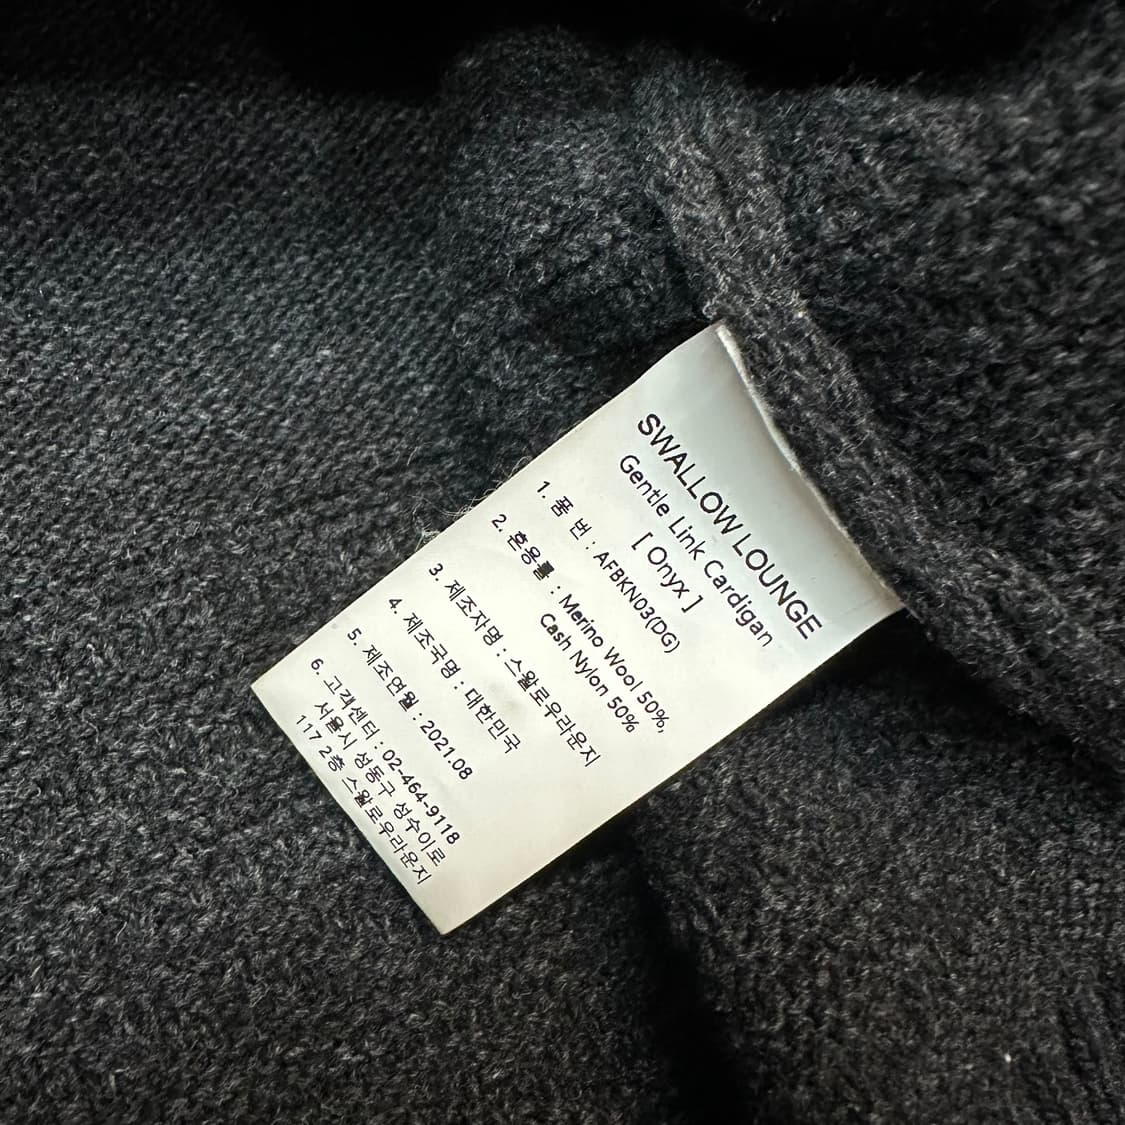 SWALLOW LOUNGE
Gentle Link Cardigan
[ Onyx ]
1. 품 번 : AFBKN03(DG)
2. 혼용률 : Merino Wool 50%,
Cash Nylon 50%
3. 제조자명 : 스왈로우라운지
4. 제조국명 : 대한민국
5. 제조연월 : 2021.08
6. 고객센터 : 02-464-9118
서울시 성동구 성수이로
117 2층 스왈로우라운지